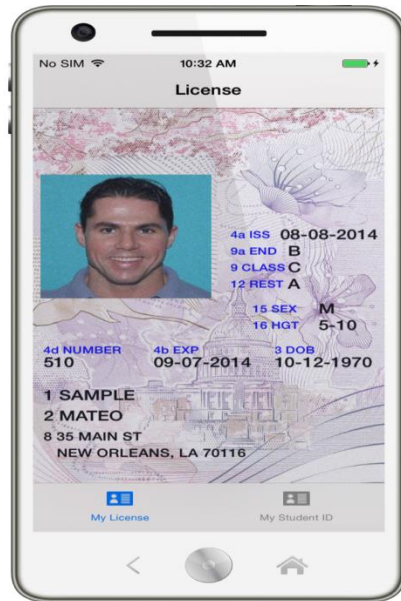 No SIM 10:32 AM
License
4a ISS 08-08-2014
9a END B
9 CLASS C
12 REST A
15 SEX M
16 HGT 5-10
4d NUMBER 4b EXP 3 DOB
510 09-07-2014 10-12-1970
1 SAMPLE
2 MATEO
8 35 MAIN ST
NEW ORLEANS, LA 70116
My License My Student ID